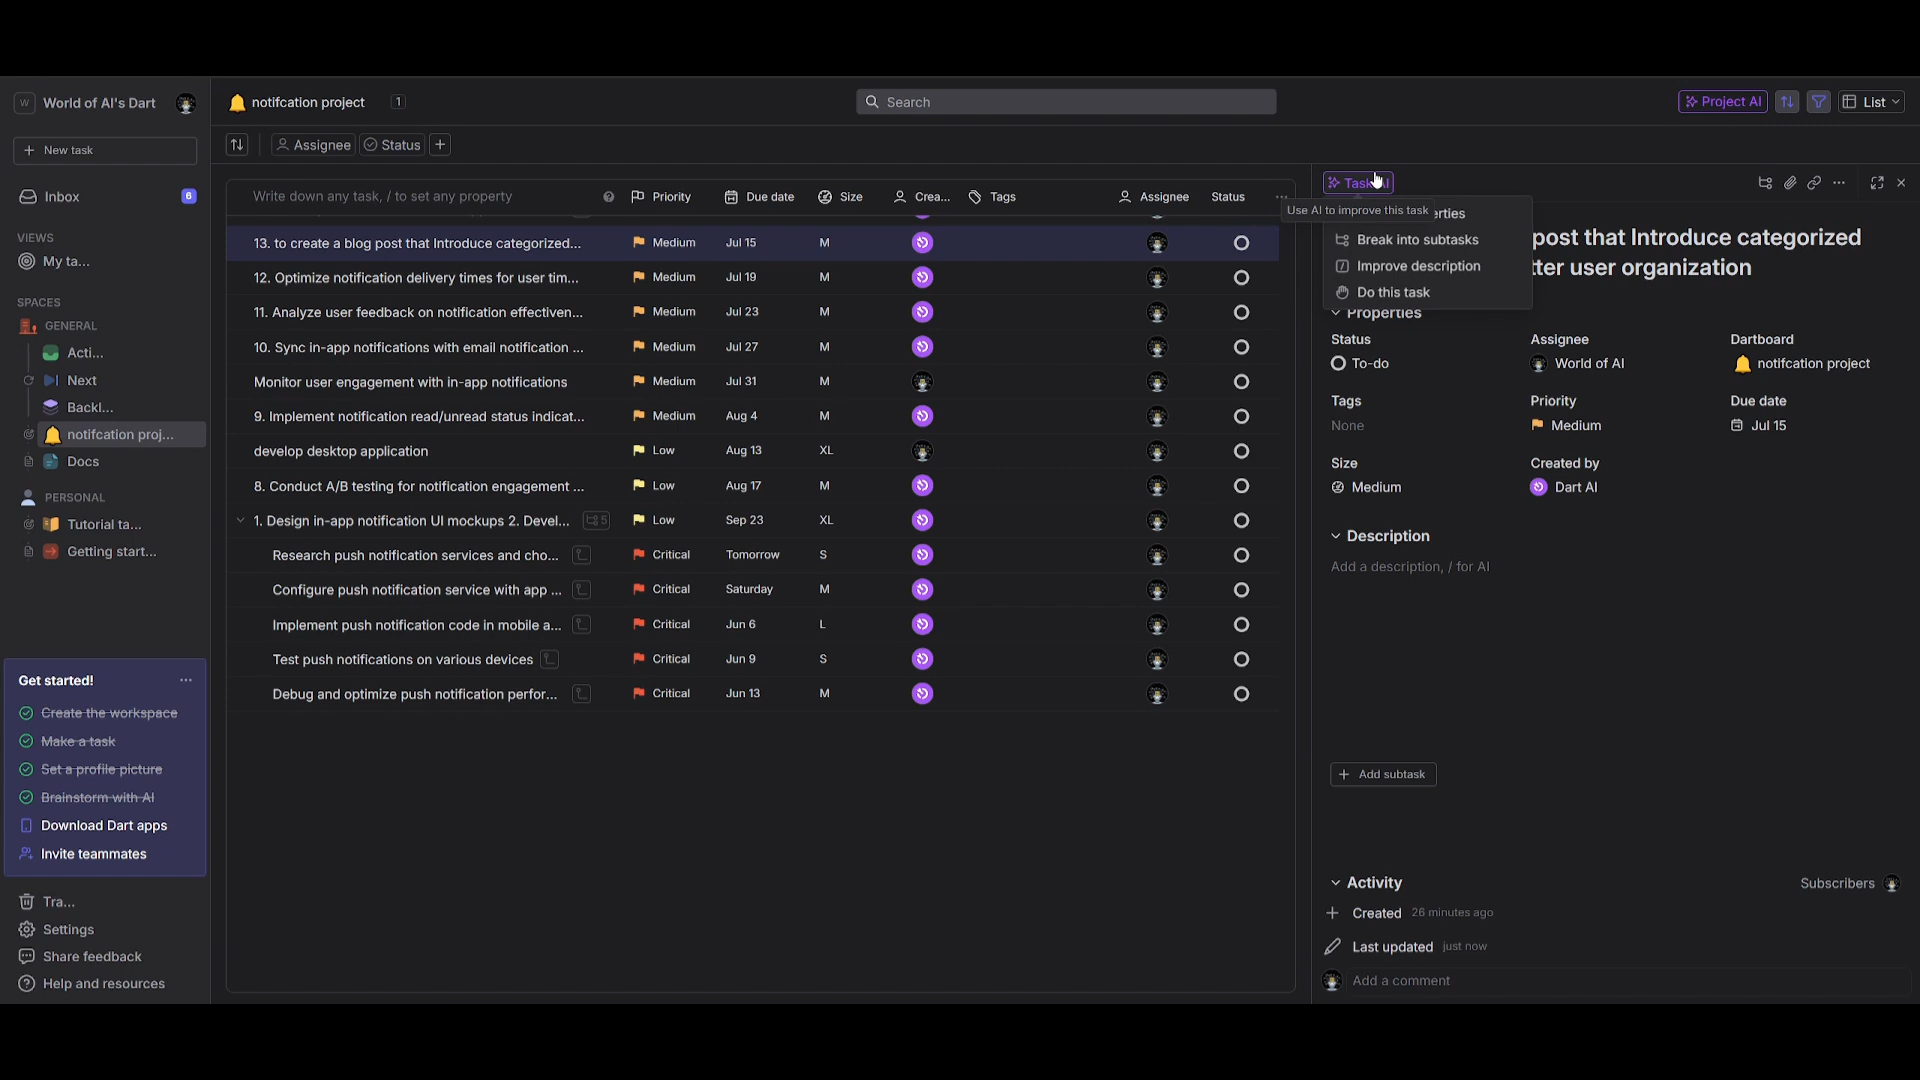 W World of AI's Dart
notifcation project 1
Search
Project AI
List
New task
Assignee Status
Inbox 6
Write down any task, / to set any property Priority Due date Size Crea... Tags Assignee Status ...
Task AI
Use AI to improve this task
erties
Break into subtasks
Improve description
Do this task
post that Introduce categorized
tter user organization
VIEWS
My ta...
SPACES
GENERAL
Acti...
Next
Backl...
notifcation proj...
Docs
PERSONAL
Tutorial ta...
Getting start...
13. to create a blog post that Introduce categorized... Medium Jul 15 M
12. Optimize notification delivery times for user tim... Medium Jul 19 M
11. Analyze user feedback on notification effectiven... Medium Jul 23 M
10. Sync in-app notifications with email notification ... Medium Jul 27 M
Monitor user engagement with in-app notifications Medium Jul 31 M
9. Implement notification read/unread status indicat... Medium Aug 4 M
develop desktop application Low Aug 13 XL
8. Conduct A/B testing for notification engagement ... Low Aug 17 M
1. Design in-app notification UI mockups 2. Devel... 5 Low Sep 23 XL
Research push notification services and cho... Critical Tomorrow S
Configure push notification service with app ... Critical Saturday M
Implement push notification code in mobile a... Critical Jun 6 L
Test push notifications on various devices Critical Jun 9 S
Debug and optimize push notification perfor... Critical Jun 13 M
Properties
Status Assignee Dartboard
To-do World of AI notifcation project
Tags Priority Due date
None Medium Jul 15
Size Created by
Medium Dart AI
Description
Add a description, / for AI
Add subtask
Activity
Subscribers
Created 26 minutes ago
Last updated just now
Add a comment
Get started!
Create the workspace
Make a task
Set a profile picture
Brainstorm with AI
Download Dart apps
Invite teammates
Tra...
Settings
Share feedback
Help and resources